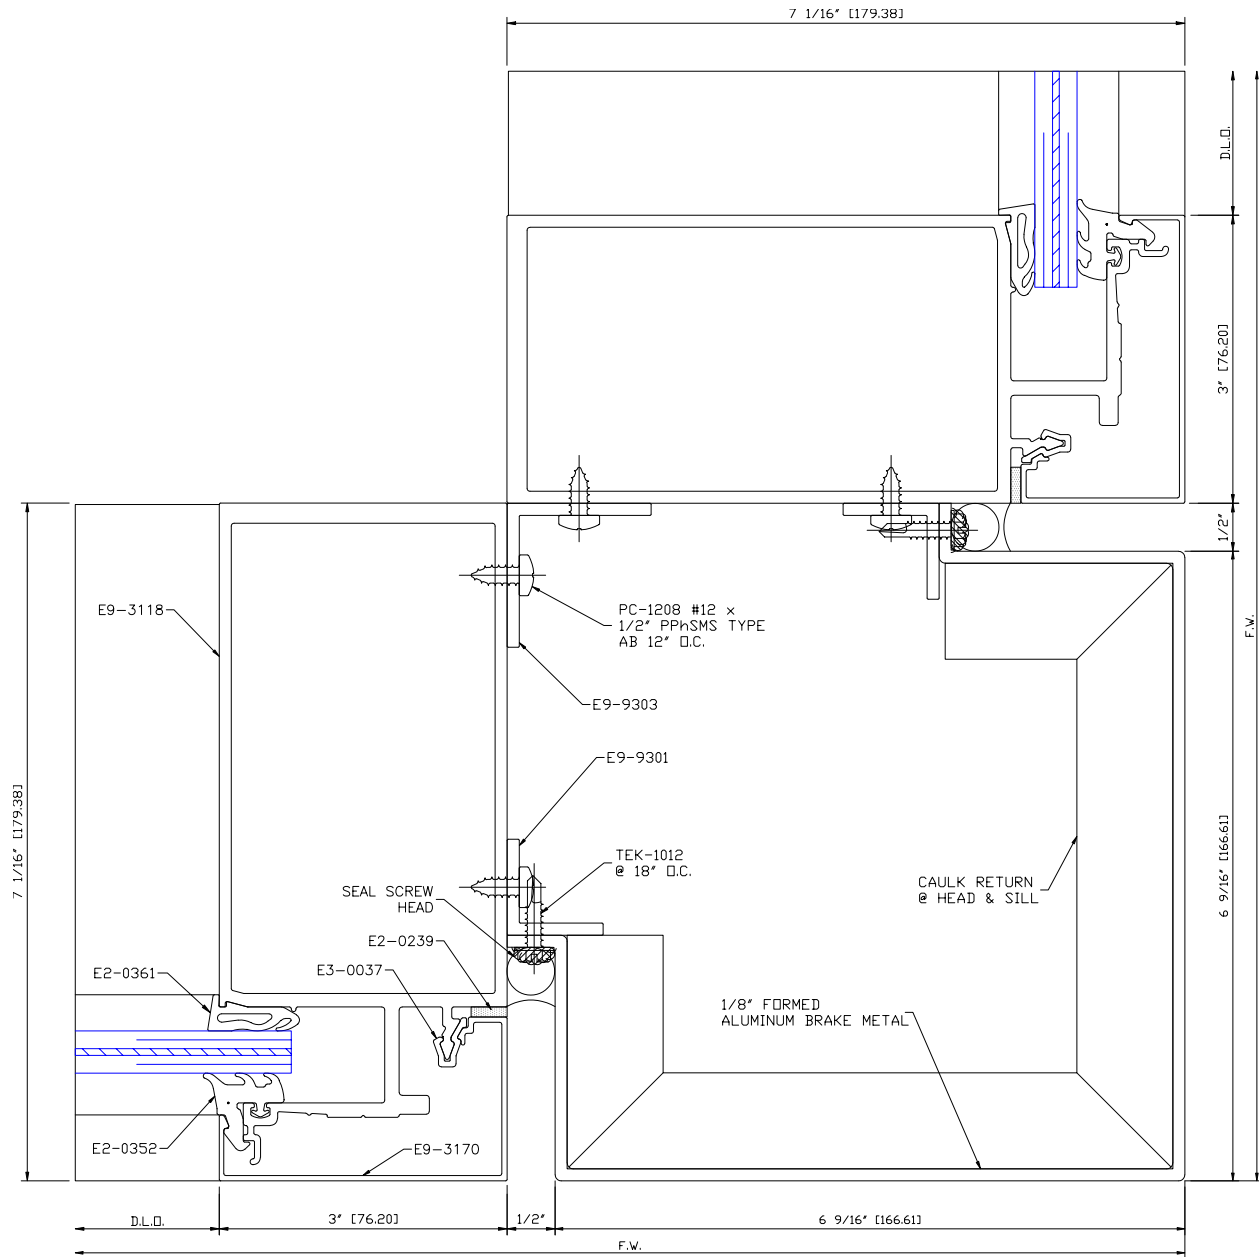 7 1/16" [179.38]
D.L.O.
3" [76.20]
1/2"
F.W.
E9-3118
PC-1208 #12 x
1/2" PPhSMS TYPE
AB 12" O.C.
E9-9303
E9-9301
7 1/16" [179.38]
TEK-1012
@ 18" O.C.
SEAL SCREW
HEAD
CAULK RETURN
@ HEAD & SILL
6 9/16" [166.61]
E2-0239
E2-0361
E3-0037
1/8" FORMED
ALUMINUM BRAKE METAL
E2-0352
E9-3170
D.L.O.
3" [76.20]
1/2"
6 9/16" [166.61]
F.W.